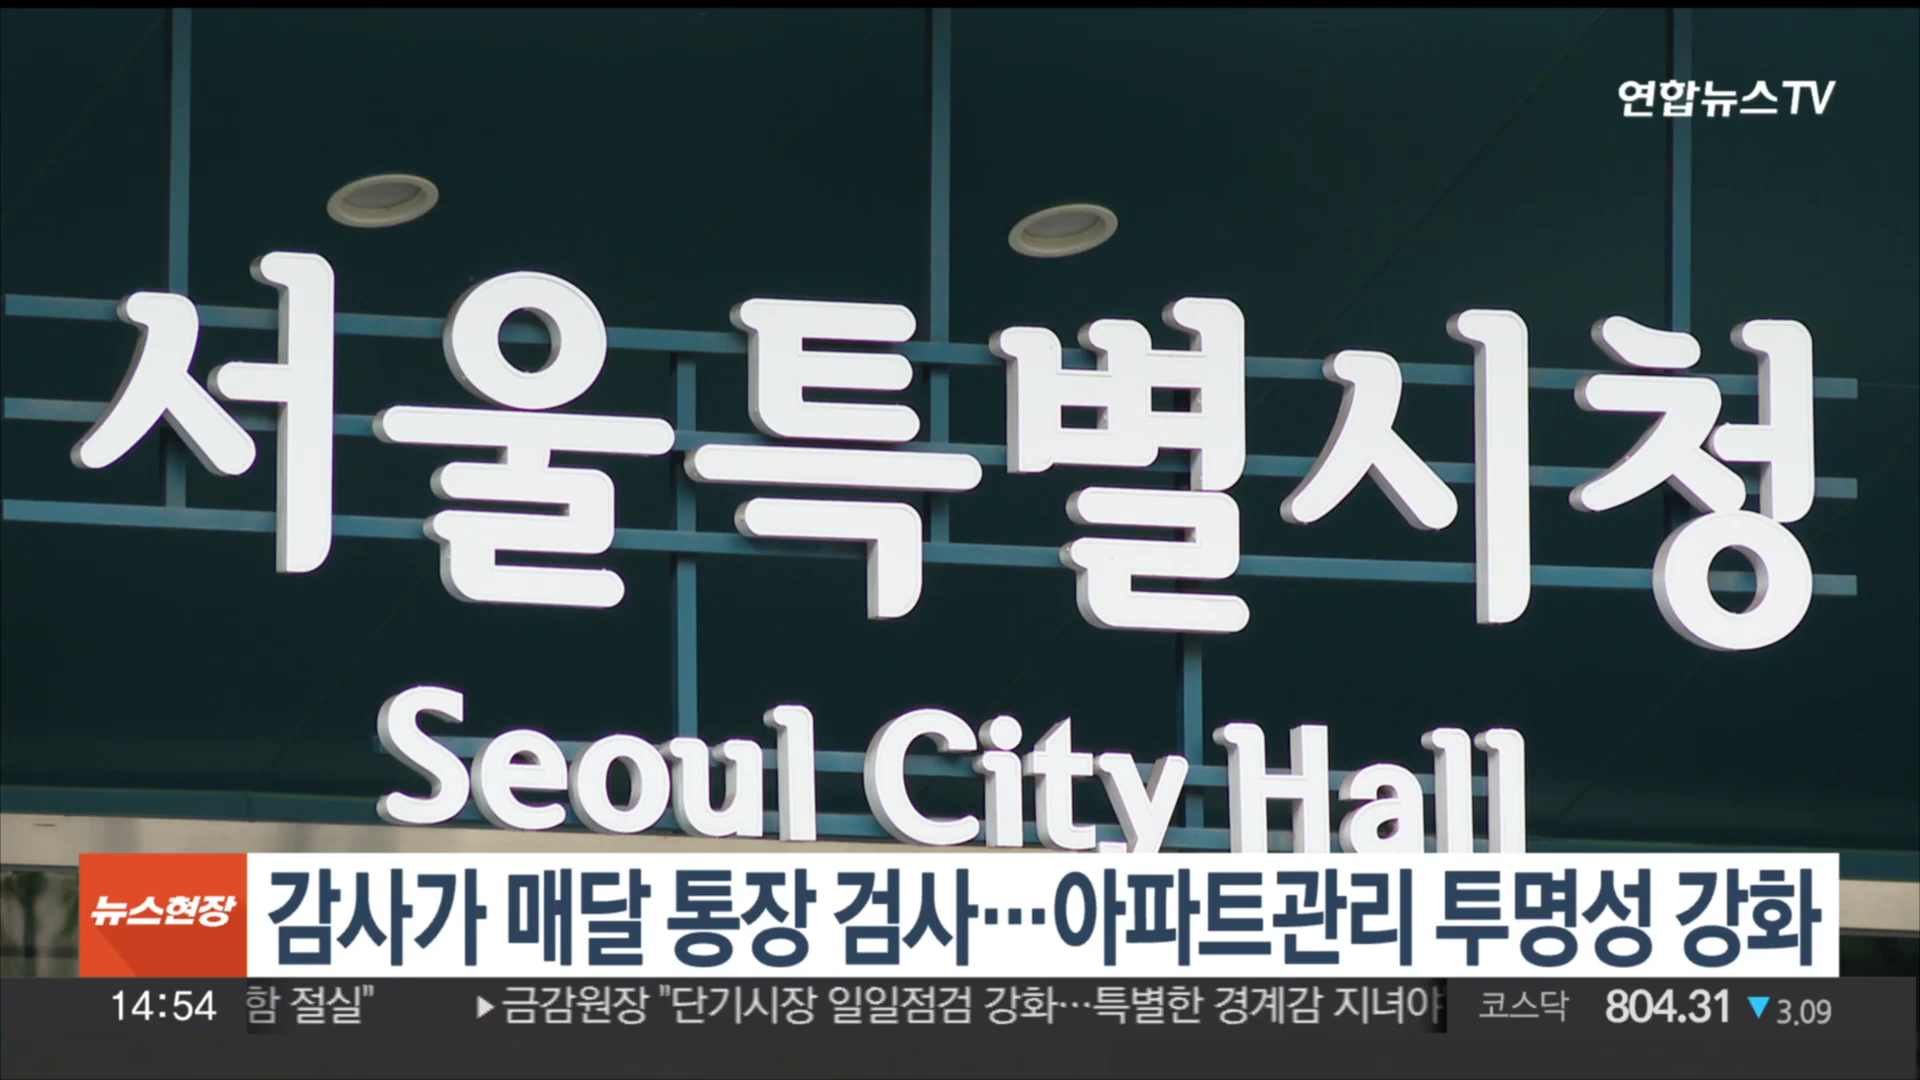 연합뉴스TV
서울특별시청
Seoul City Hall
뉴스현장
감사가 매달 통장 검사…아파트관리 투명성 강화
14:54 함 절실" ▶금감원장 "단기시장 일일점검 강화…특별한 경계감 지녀야 코스닥 804.31 ▼3.09